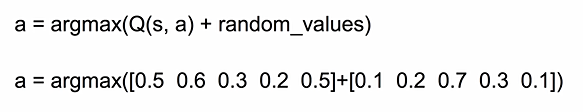 a = argmax(Q(s, a) + random_values)
a = argmax([0.5 0.6 0.3 0.2 0.5]+[0.1 0.2 0.7 0.3 0.1])